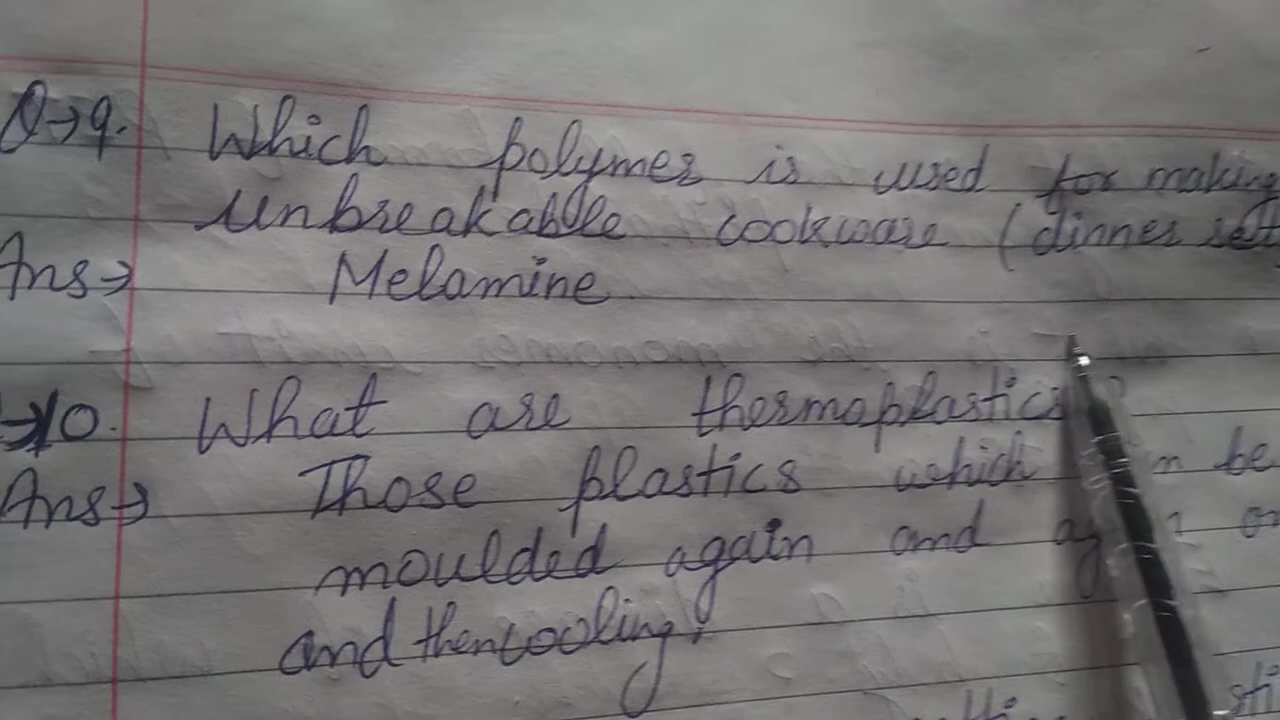 Q→9. Which polymer is used for making
unbreakable cookware (dinner set
Ans→ Melamine
→10. What are thermoplastics?
Ans→ Those plastics which be
moulded again and
and then cooling.